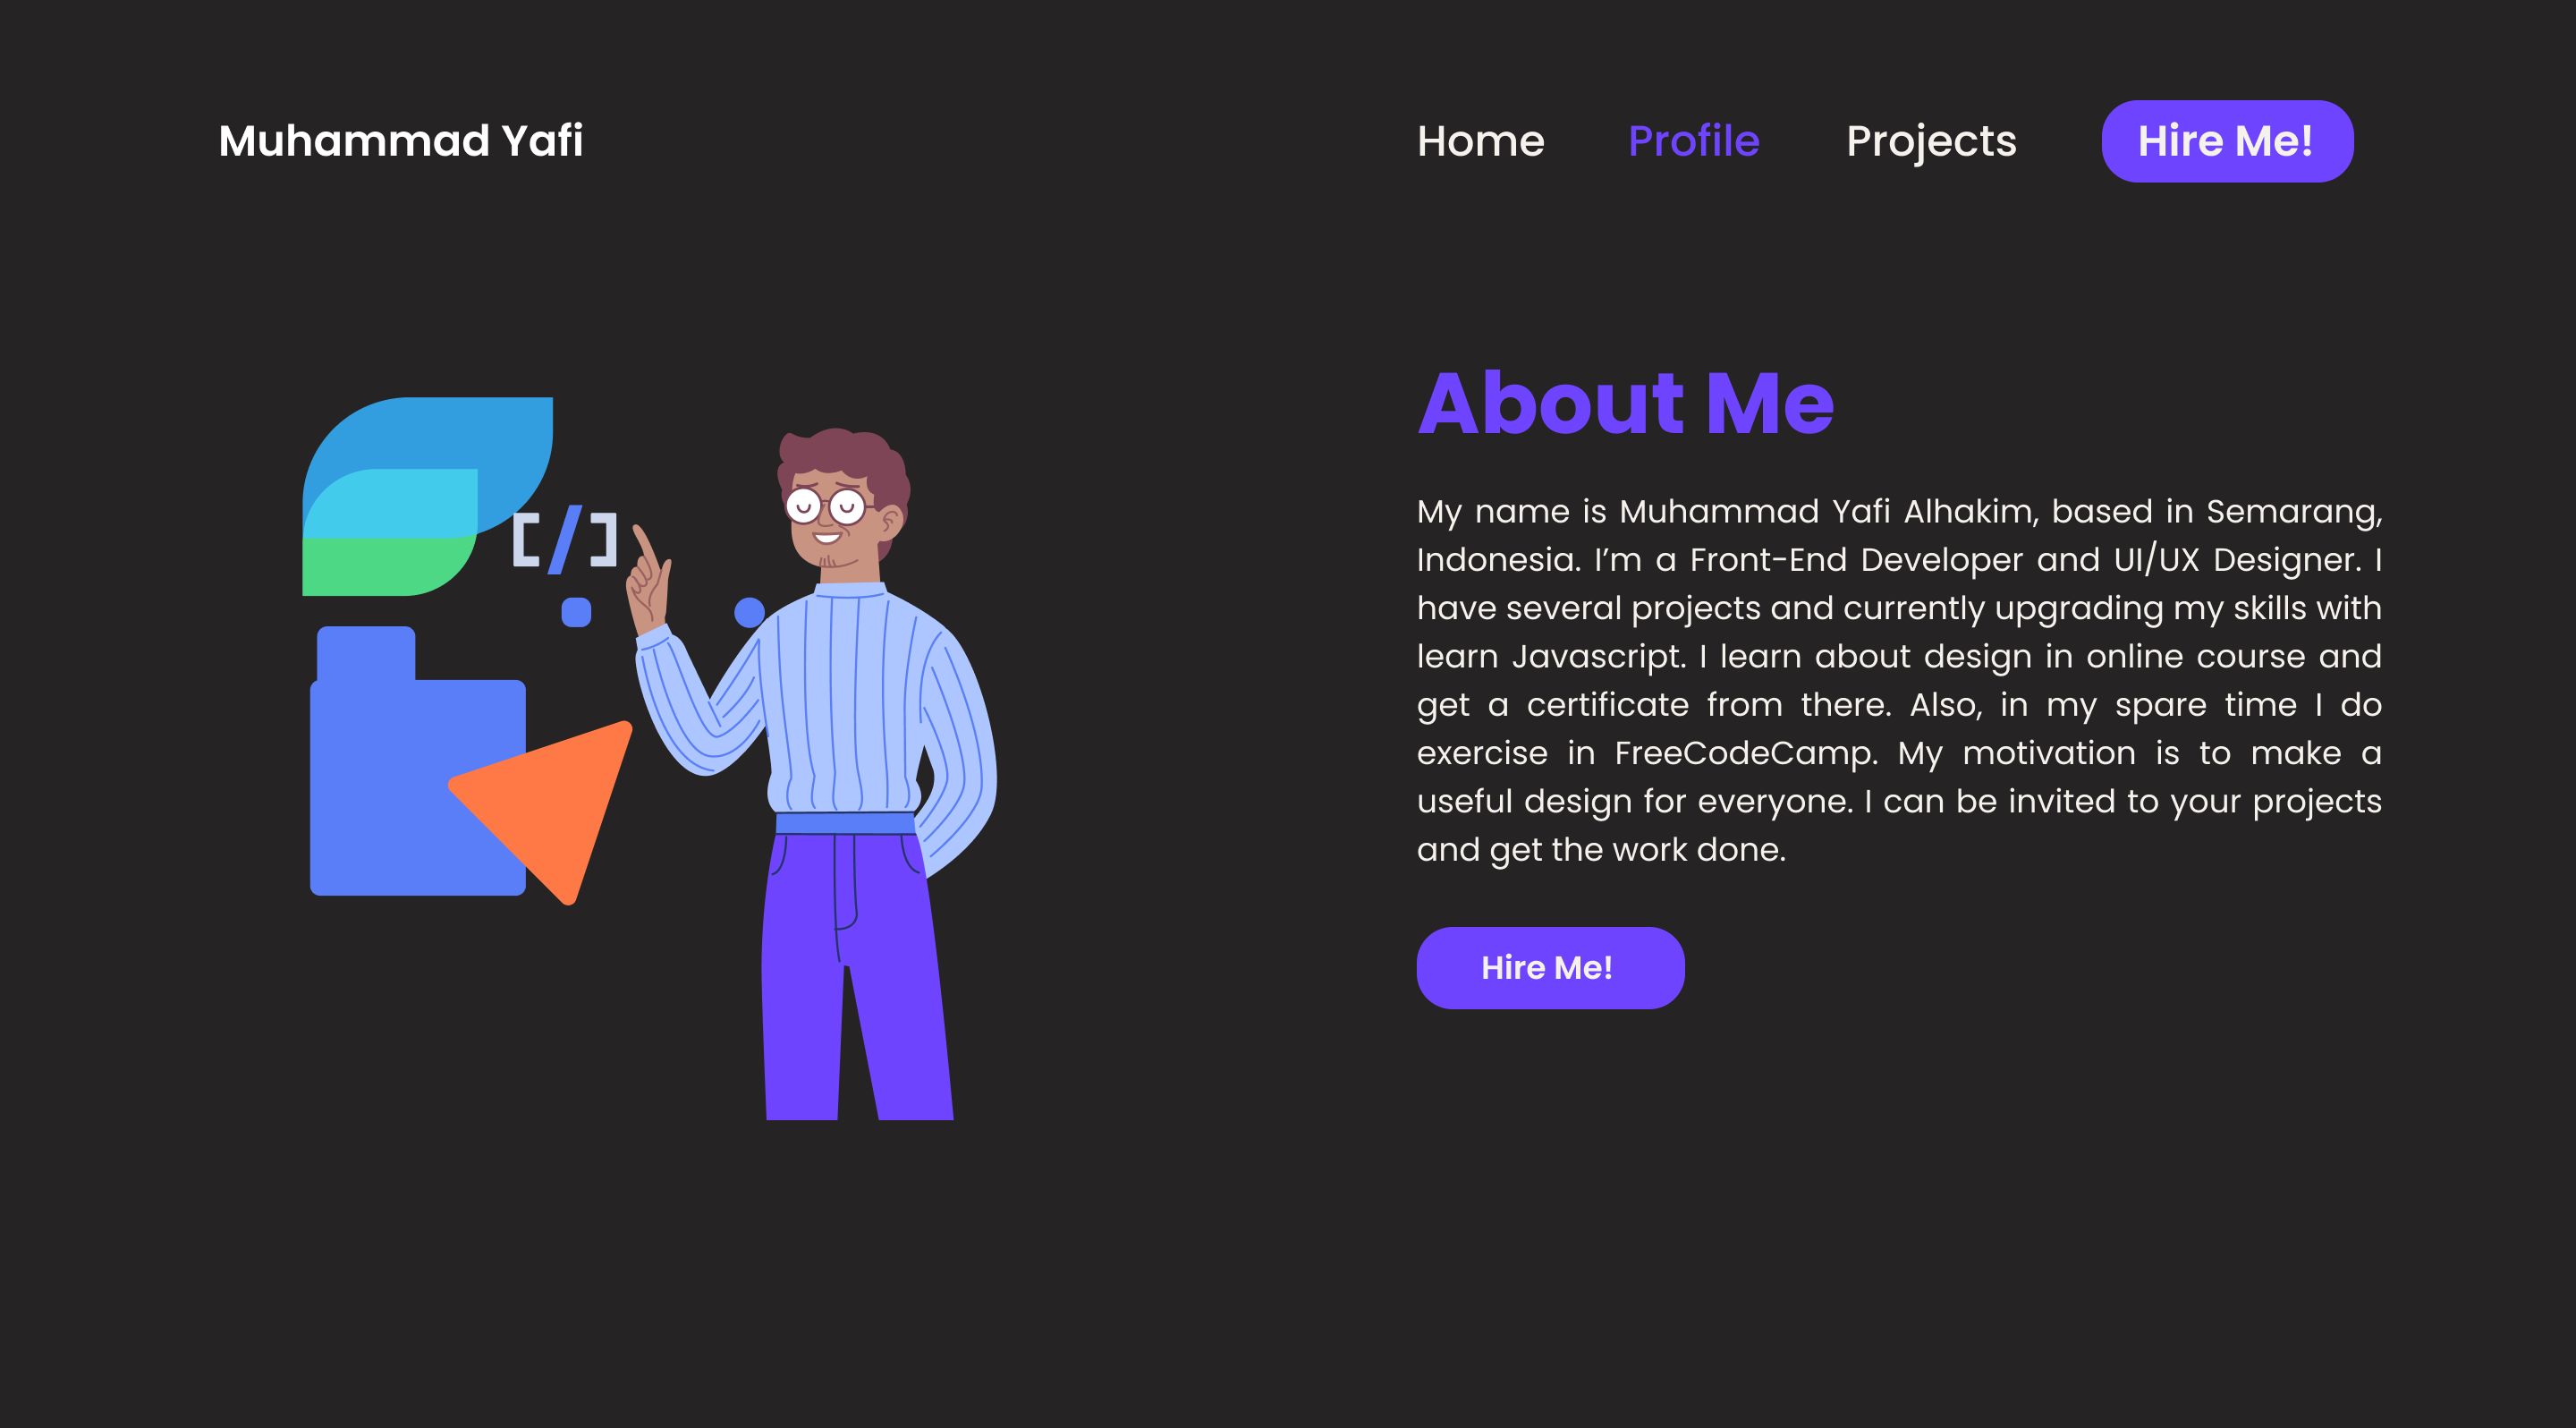 Muhammad Yafi
Home Profile Projects Hire Me!
[/]
About Me
My name is Muhammad Yafi Alhakim, based in Semarang,
Indonesia. I’m a Front-End Developer and UI/UX Designer. I
have several projects and currently upgrading my skills with
learn Javascript. I learn about design in online course and
get a certificate from there. Also, in my spare time I do
exercise in FreeCodeCamp. My motivation is to make a
useful design for everyone. I can be invited to your projects
and get the work done.
Hire Me!